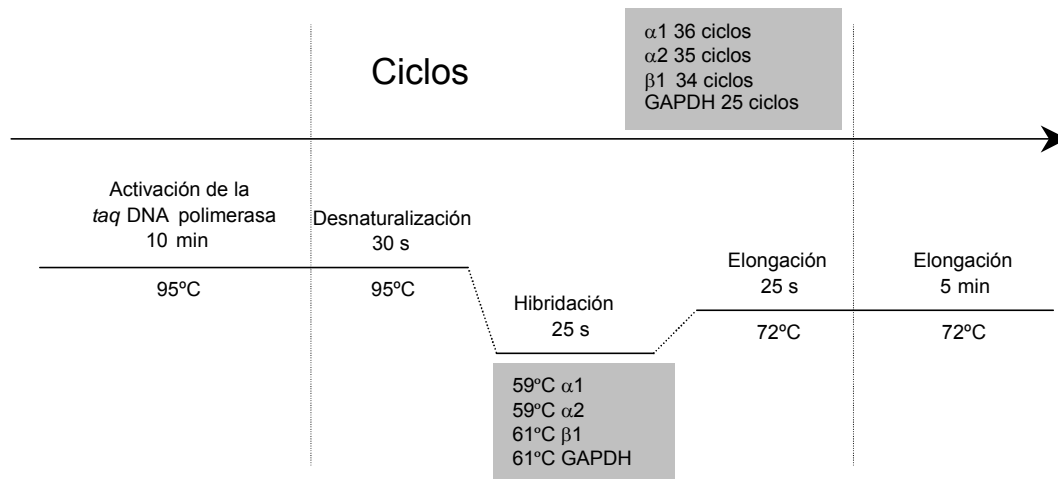 Ciclos
α1 36 ciclos
α2 35 ciclos
β1 34 ciclos
GAPDH 25 ciclos
Activación de la
taq DNA polimerasa
10 min
95ºC
Desnaturalización
30 s
95ºC
Hibridación
25 s
59ºC α1
59ºC α2
61ºC β1
61ºC GAPDH
Elongación
25 s
72ºC
Elongación
5 min
72ºC